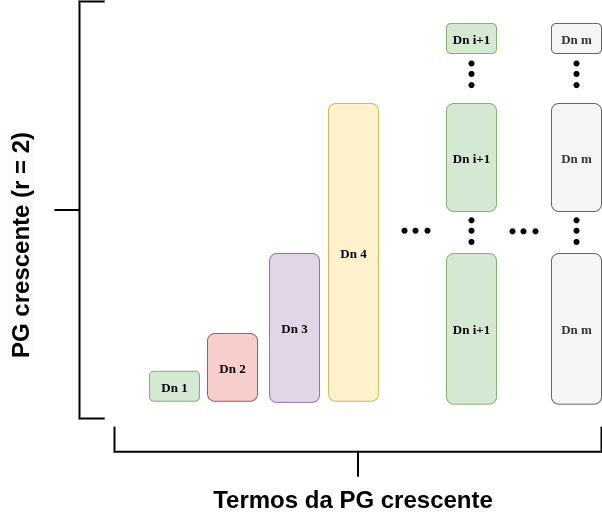 PG crescente (r = 2)
Dn 1
Dn 2
Dn 3
Dn 4
Dn i+1
Dn i+1
Dn i+1
Dn m
Dn m
Dn m
Termos da PG crescente